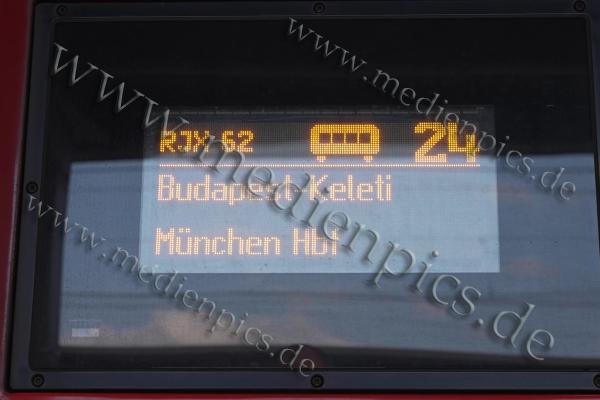 RJX 62 24
Budapest-Keleti
München Hbf
www.medienpics.de
www.medienpics.de
www.medienpics.de